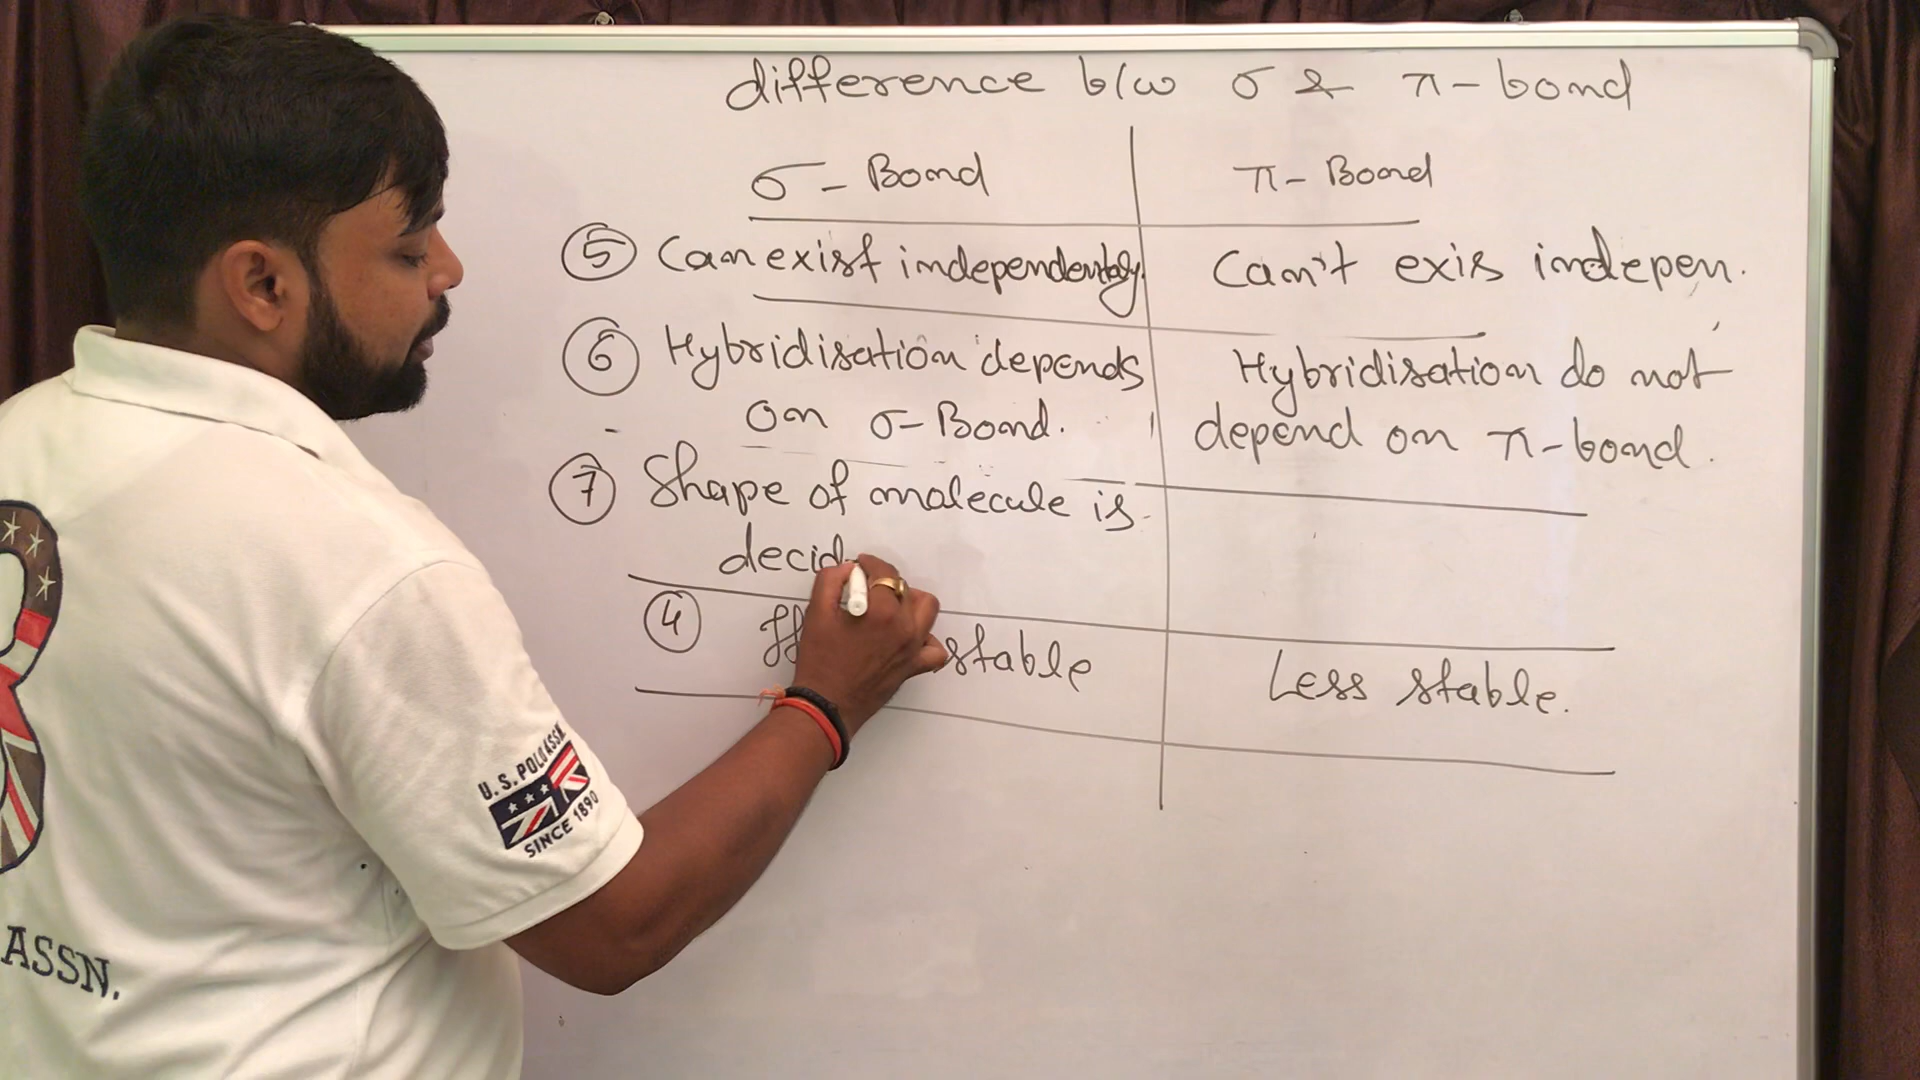 difference b/w σ & π-bond
σ- Bond π- Bond
⑤ Can exist independently. Can't exis indepen.
⑥ Hybridisation depends
on σ-Bond.
Hybridisation do not
depend on π-bond.
⑦ Shape of molecule is
decid
④ stable Less stable.
U.S. POLO ASSN.
SINCE 1890
ASSN.